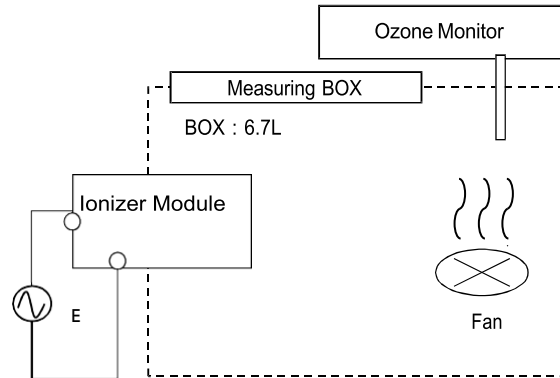 Ozone Monitor
Measuring BOX
BOX : 6.7L
Ionizer Module
E
Fan